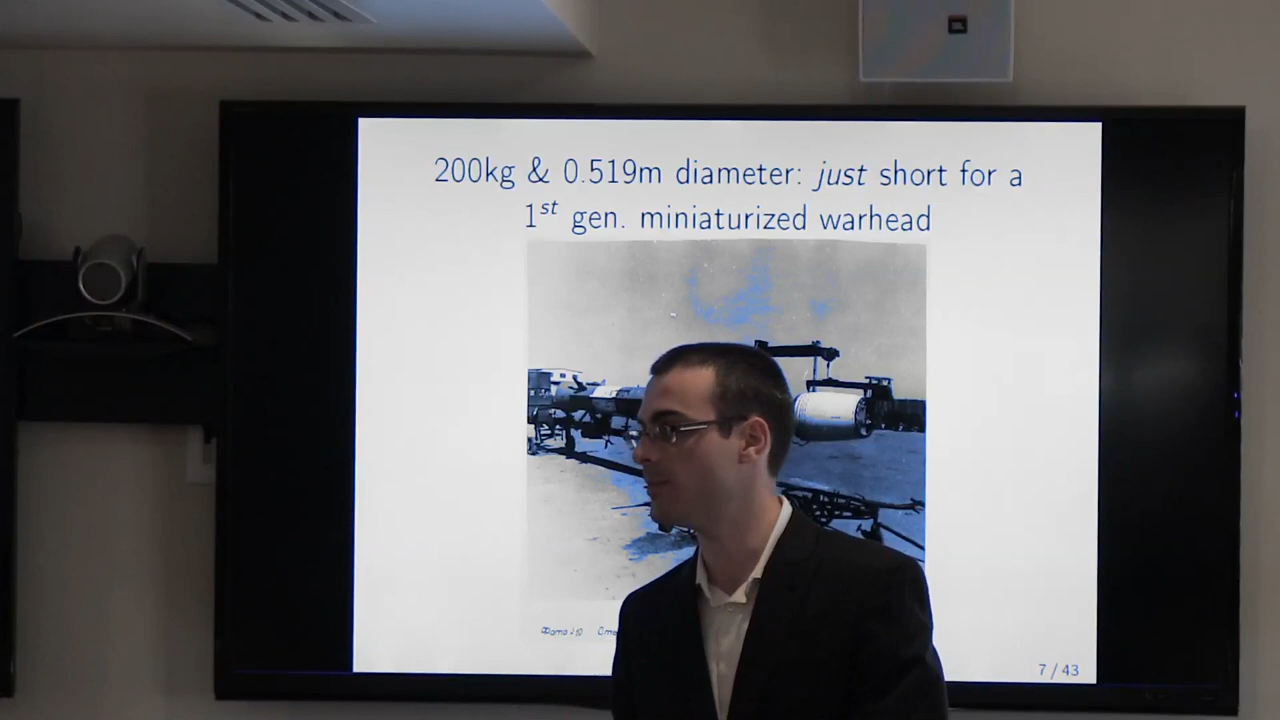 200kg & 0.519m diameter: just short for a
1st gen. miniaturized warhead
7 / 43